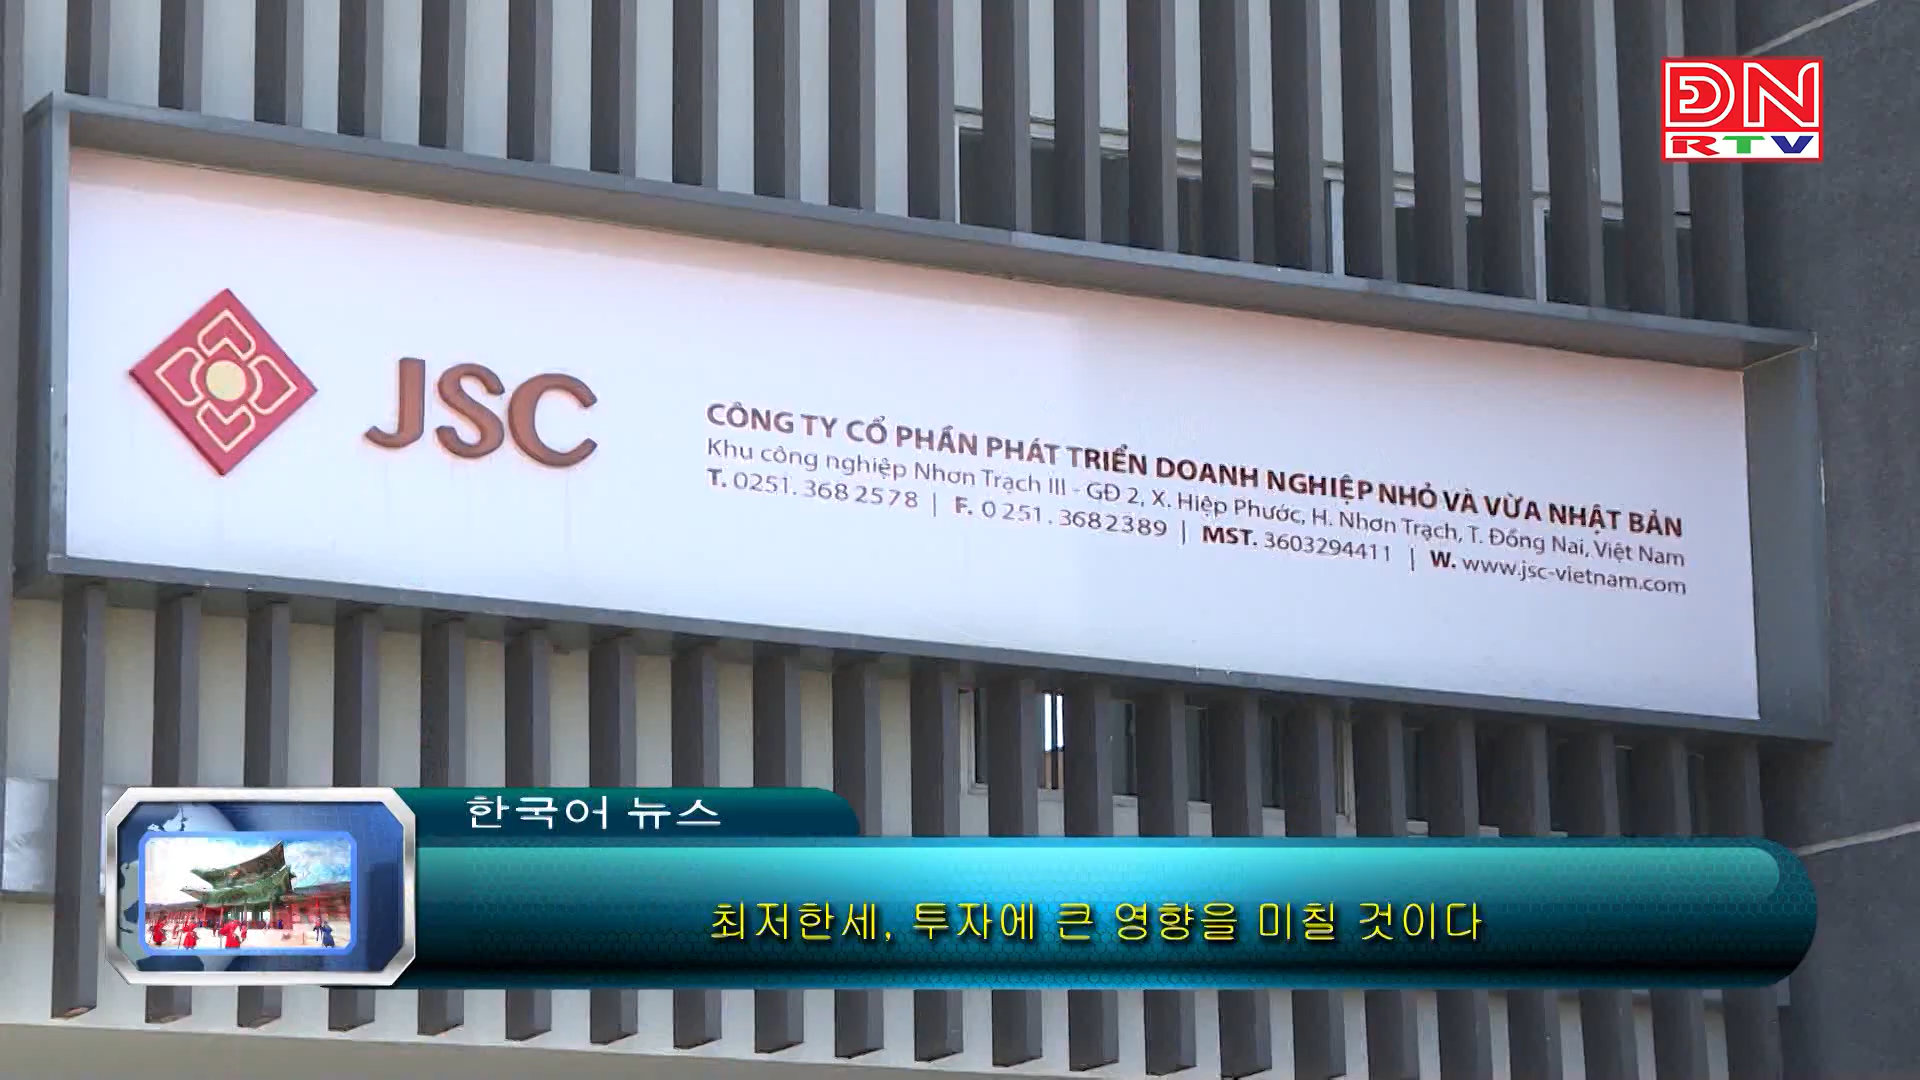 ĐN
RTV
JSC
CÔNG TY CỔ PHẦN PHÁT TRIỂN DOANH NGHIỆP NHỎ VÀ VỪA NHẬT BẢN
Khu công nghiệp Nhơn Trạch III - GĐ 2, X. Hiệp Phước, H. Nhơn Trạch, T. Đồng Nai, Việt Nam
T. 0251. 368 2578 | F. 0 251 . 3682389 | MST. 3603294411 | W. www.jsc-vietnam.com
한국어 뉴스
최저한세, 투자에 큰 영향을 미칠 것이다